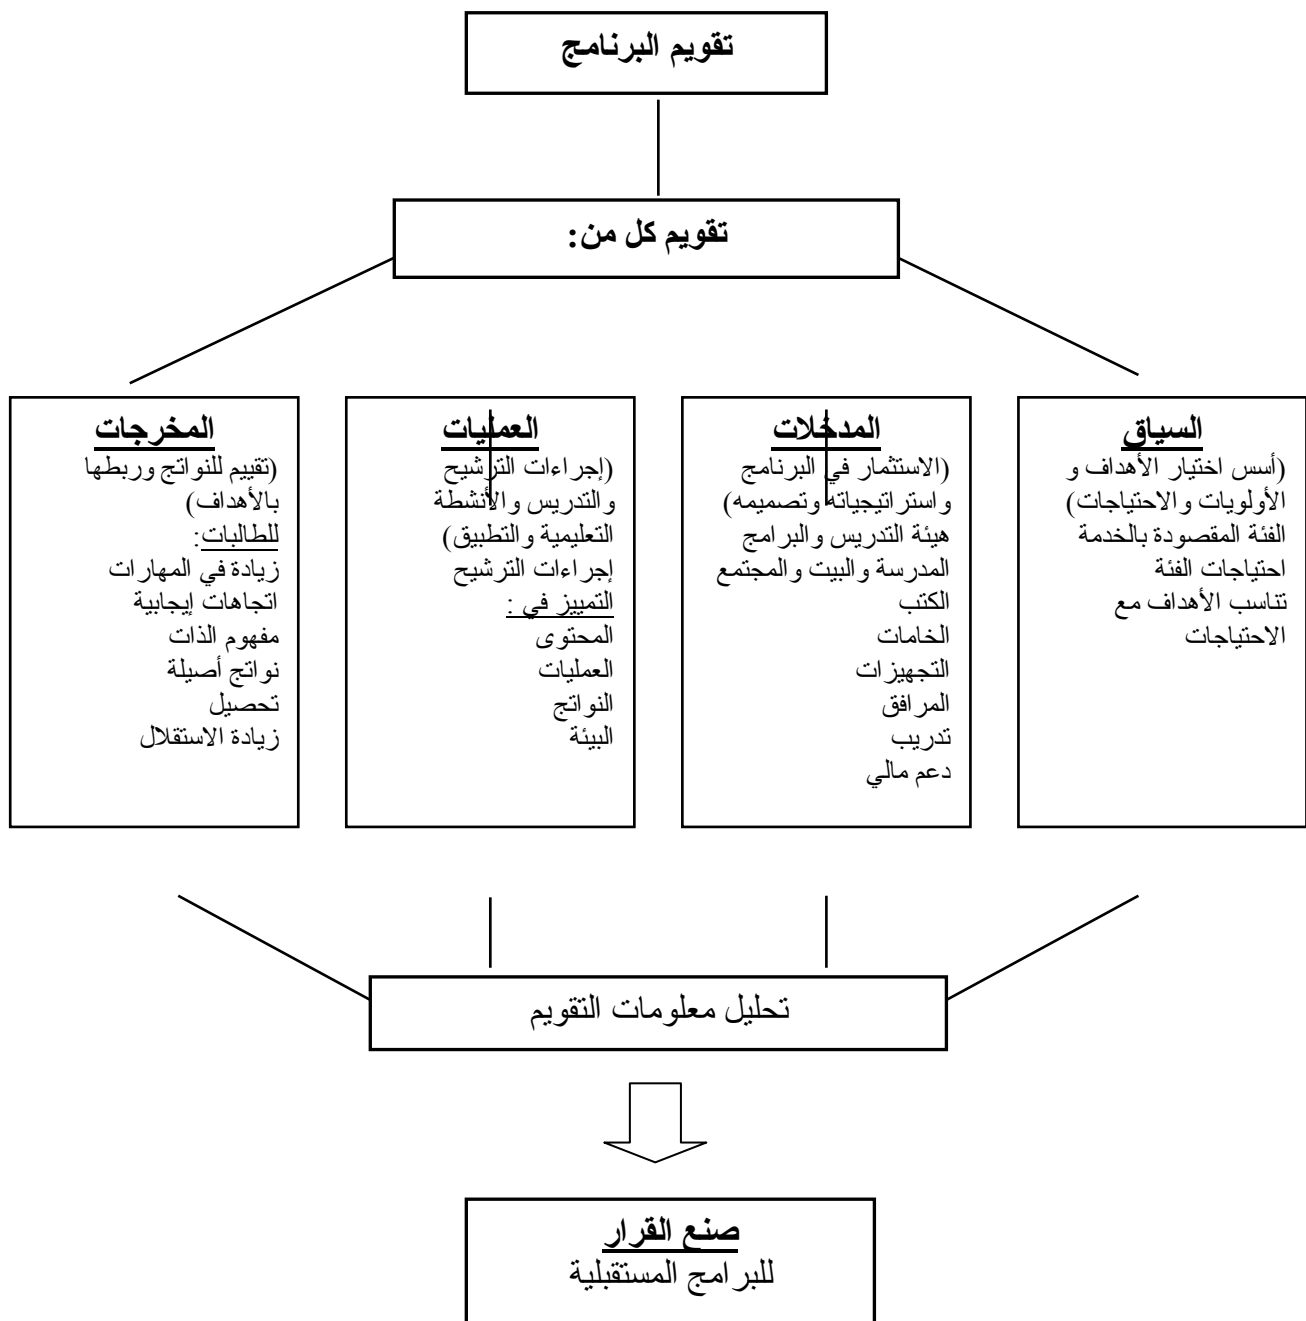 تقويم البرنامج
تقويم كل من:
السياق
(أسس اختيار الأهداف و
الأولويات والاحتياجات)
الفئة المقصودة بالخدمة
احتياجات الفئة
تناسب الأهداف مع
الاحتياجات
المدخلات
(الاستثمار في البرنامج
واستراتيجياته وتصميمه)
هيئة التدريس والبرامج
المدرسة والبيت والمجتمع
الكتب
الخامات
التجهيزات
المرافق
تدريب
دعم مالي
العمليات
(إجراءات الترشيح
والتدريس والأنشطة
التعليمية والتطبيق)
إجراءات الترشيح
التمييز في :
المحتوى
العمليات
النواتج
البيئة
المخرجات
(تقييم للنواتج وربطها
بالأهداف)
للطالبات:
زيادة في المهارات
اتجاهات إيجابية
مفهوم الذات
نواتج أصيلة
تحصيل
زيادة الاستقلال
تحليل معلومات التقويم
صنع القرار
للبرامج المستقبلية